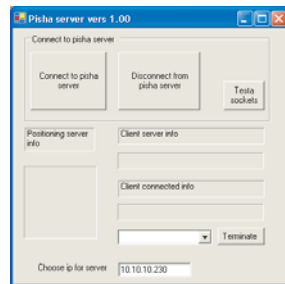 Pisha server vers 1.00
Connect to pisha server
Connect to pisha
server
Disconnect from
pisha server
Testa
sockets
Positioning server
info
Client server info
Client connected info
Terminate
Choose ip for server
10.10.10.230